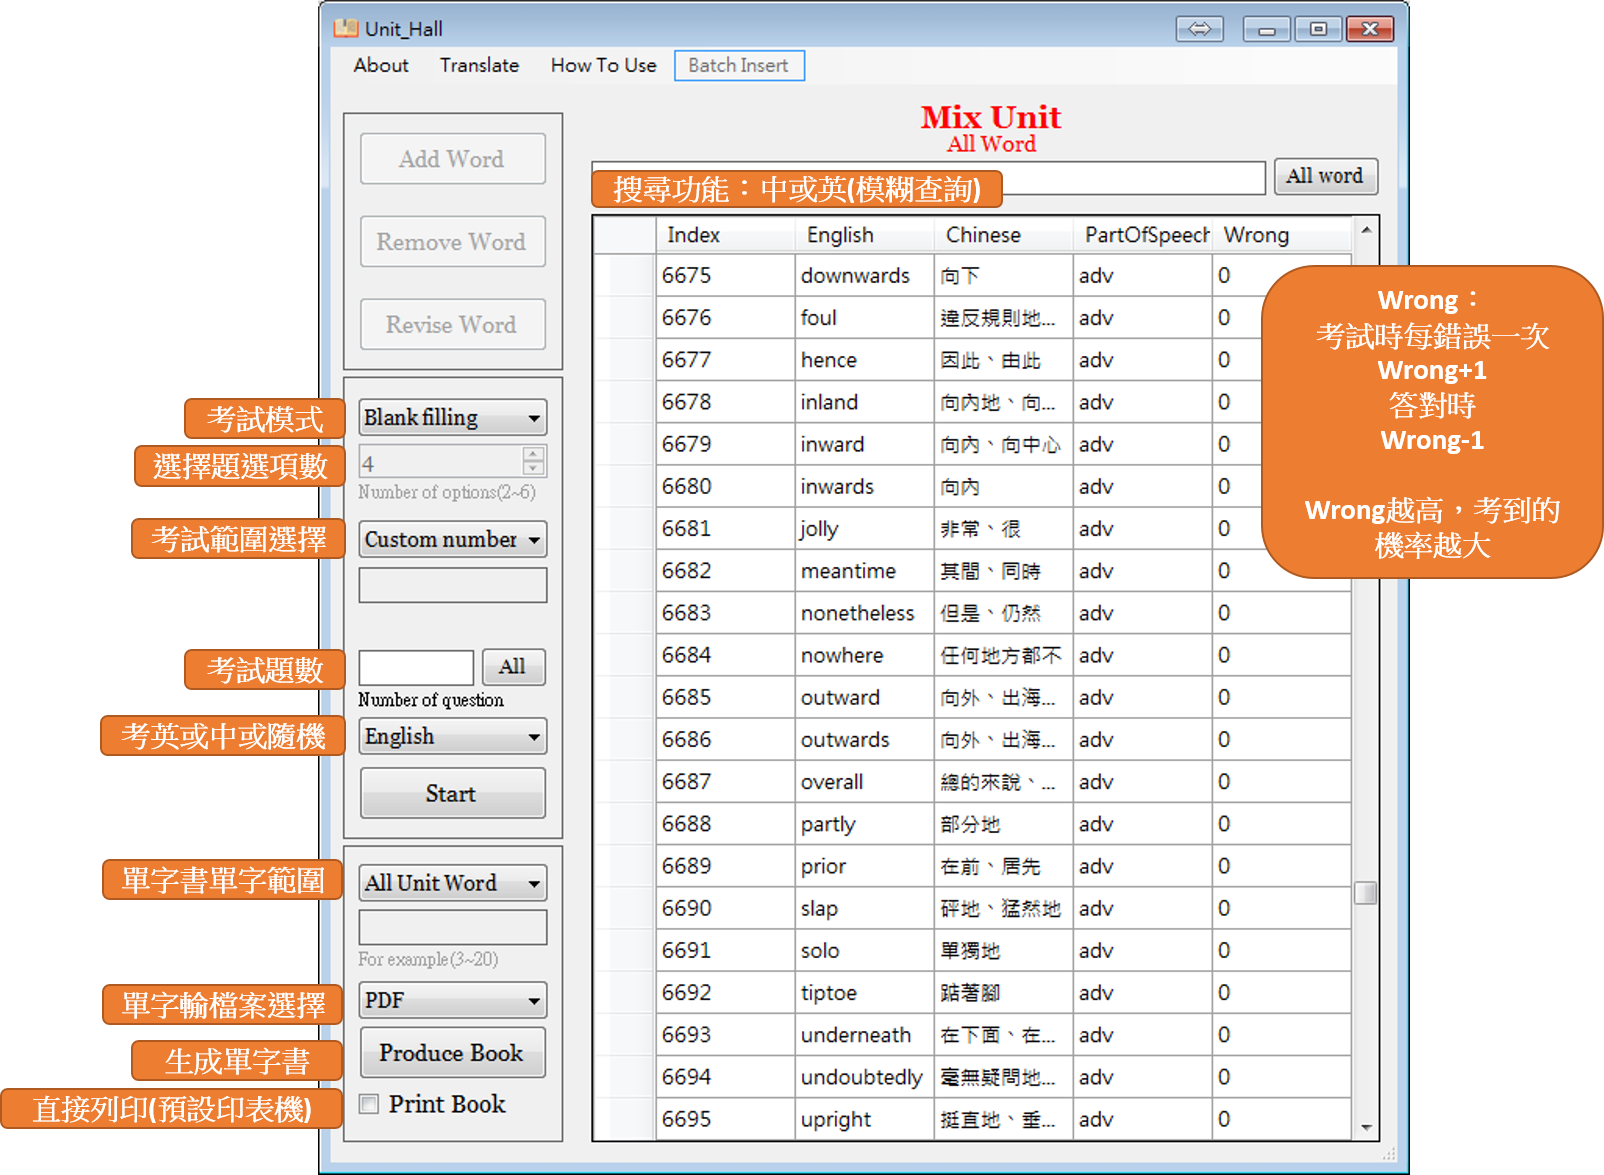 Unit_Hall
About Translate How To Use Batch Insert
Add Word
Remove Word
Revise Word
考試模式
Blank filling
選擇題選項數
4
Number of options(2~6)
考試範圍選擇
Custom number
考試題數
All
Number of question
考英或中或隨機
English
Start
單字書單字範圍
All Unit Word
For example(3~20)
單字輸檔案選擇
PDF
生成單字書
Produce Book
直接列印(預設印表機)
Print Book
Mix Unit
All Word
搜尋功能：中或英(模糊查詢)
All word
Index English Chinese PartOfSpeech Wrong
6675 downwards 向下 adv 0
6676 foul 違反規則地... adv 0
6677 hence 因此、由此 adv 0
6678 inland 向內地、向... adv 0
6679 inward 向內、向中心 adv 0
6680 inwards 向內 adv 0
6681 jolly 非常、很 adv 0
6682 meantime 其間、同時 adv 0
6683 nonetheless 但是、仍然 adv 0
6684 nowhere 任何地方都不 adv 0
6685 outward 向外、出海... adv 0
6686 outwards 向外、出海... adv 0
6687 overall 總的來說、... adv 0
6688 partly 部分地 adv 0
6689 prior 在前、居先 adv 0
6690 slap 砰地、猛然地 adv 0
6691 solo 單獨地 adv 0
6692 tiptoe 踮著腳 adv 0
6693 underneath 在下面、在... adv 0
6694 undoubtedly 毫無疑問地... adv 0
6695 upright 挺直地、垂... adv 0
Wrong：
考試時每錯誤一次
Wrong+1
答對時
Wrong-1
Wrong越高，考到的
機率越大